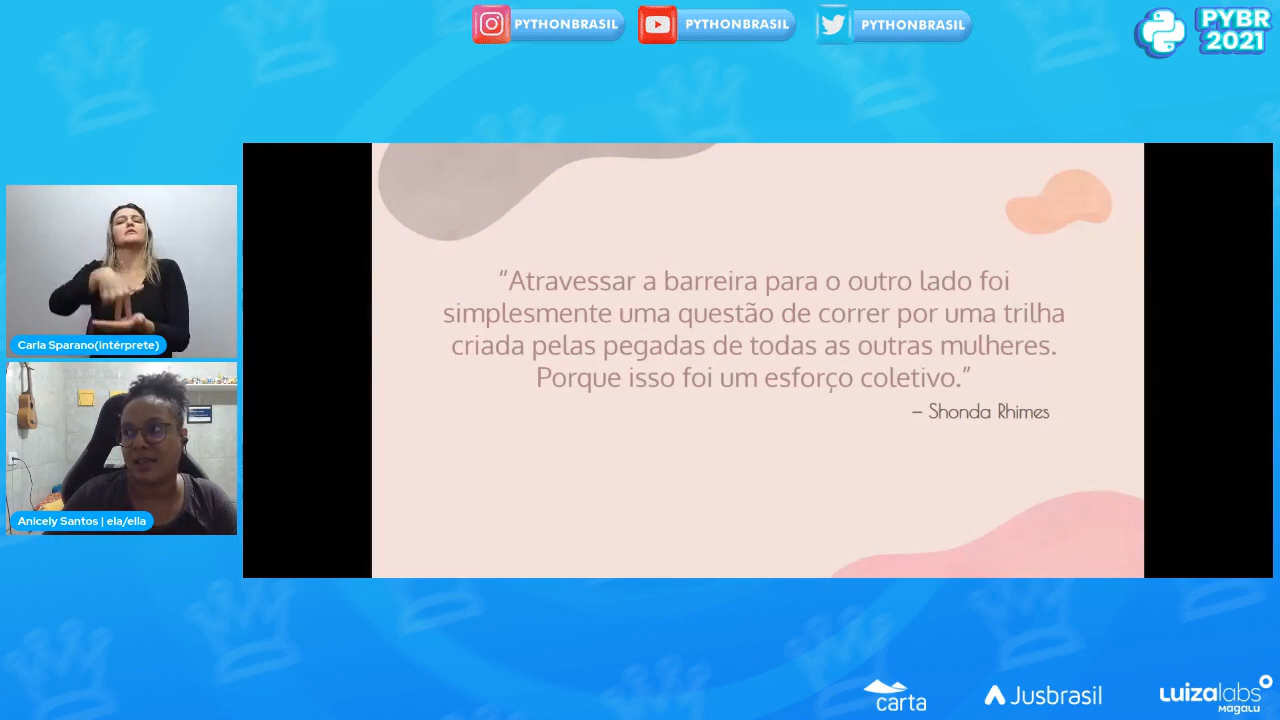 PYTHONBRASIL
PYTHONBRASIL
PYTHONBRASIL
PYBR
2021
“Atravessar a barreira para o outro lado foi
simplesmente uma questão de correr por uma trilha
criada pelas pegadas de todas as outras mulheres.
Porque isso foi um esforço coletivo.”
– Shonda Rhimes
Carla Sparano(intérprete)
Anicely Santos | ela/ella
carta
Jusbrasil
Luizalabs
MAGALU